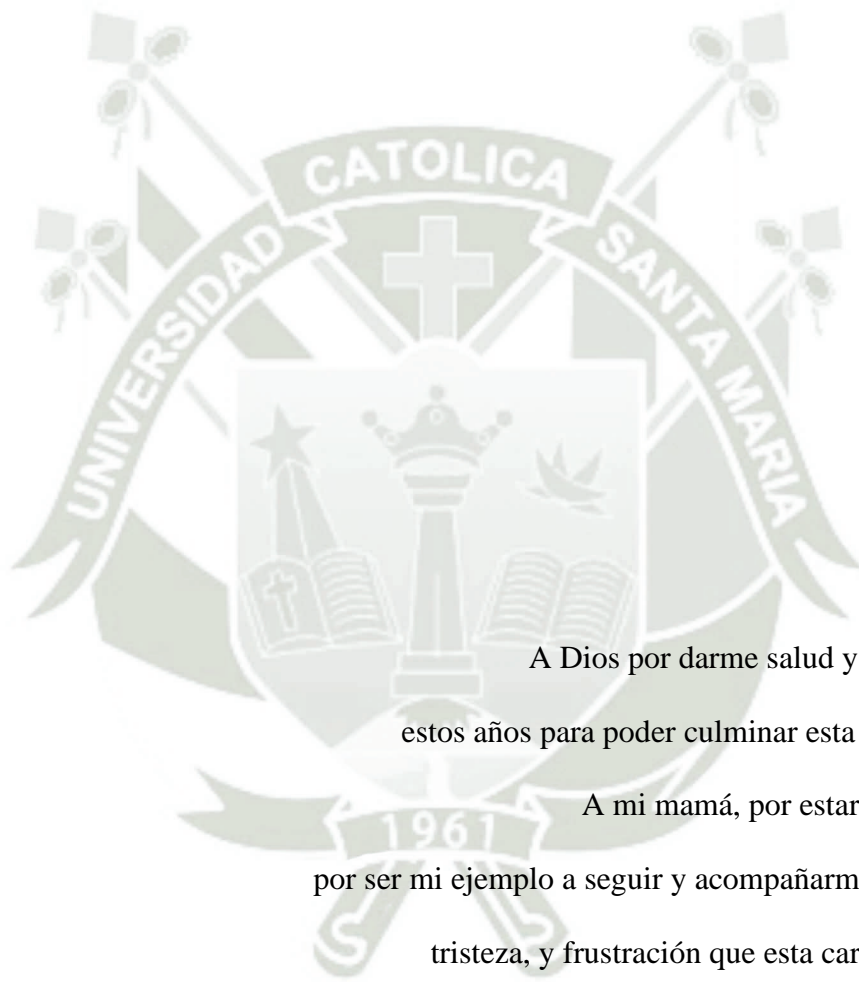 CATOLICA
UNIVERSIDAD
SANTA MARIA
A Dios por darme salud y
estos años para poder culminar esta
A mi mamá, por estar
1961
por ser mi ejemplo a seguir y acompañarm
tristeza, y frustración que esta car